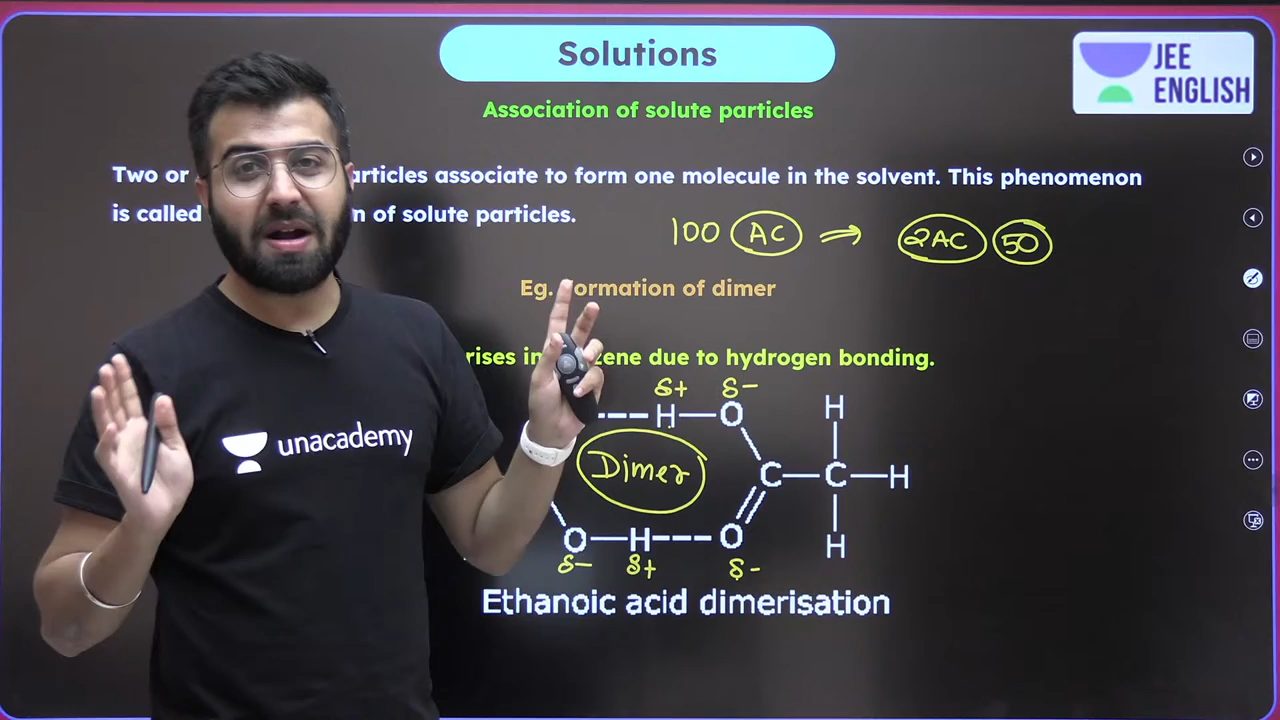 Solutions
JEE
ENGLISH
Association of solute particles
Two or articles associate to form one molecule in the solvent. This phenomenon
is called n of solute particles.
100 AC ⇒ 2AC 50
Eg. ormation of dimer
rises in zene due to hydrogen bonding.
δ+ δ-
---H—O H
unacademy
Dimer
C—C—H
O—H---O H
δ- δ+ δ-
Ethanoic acid dimerisation